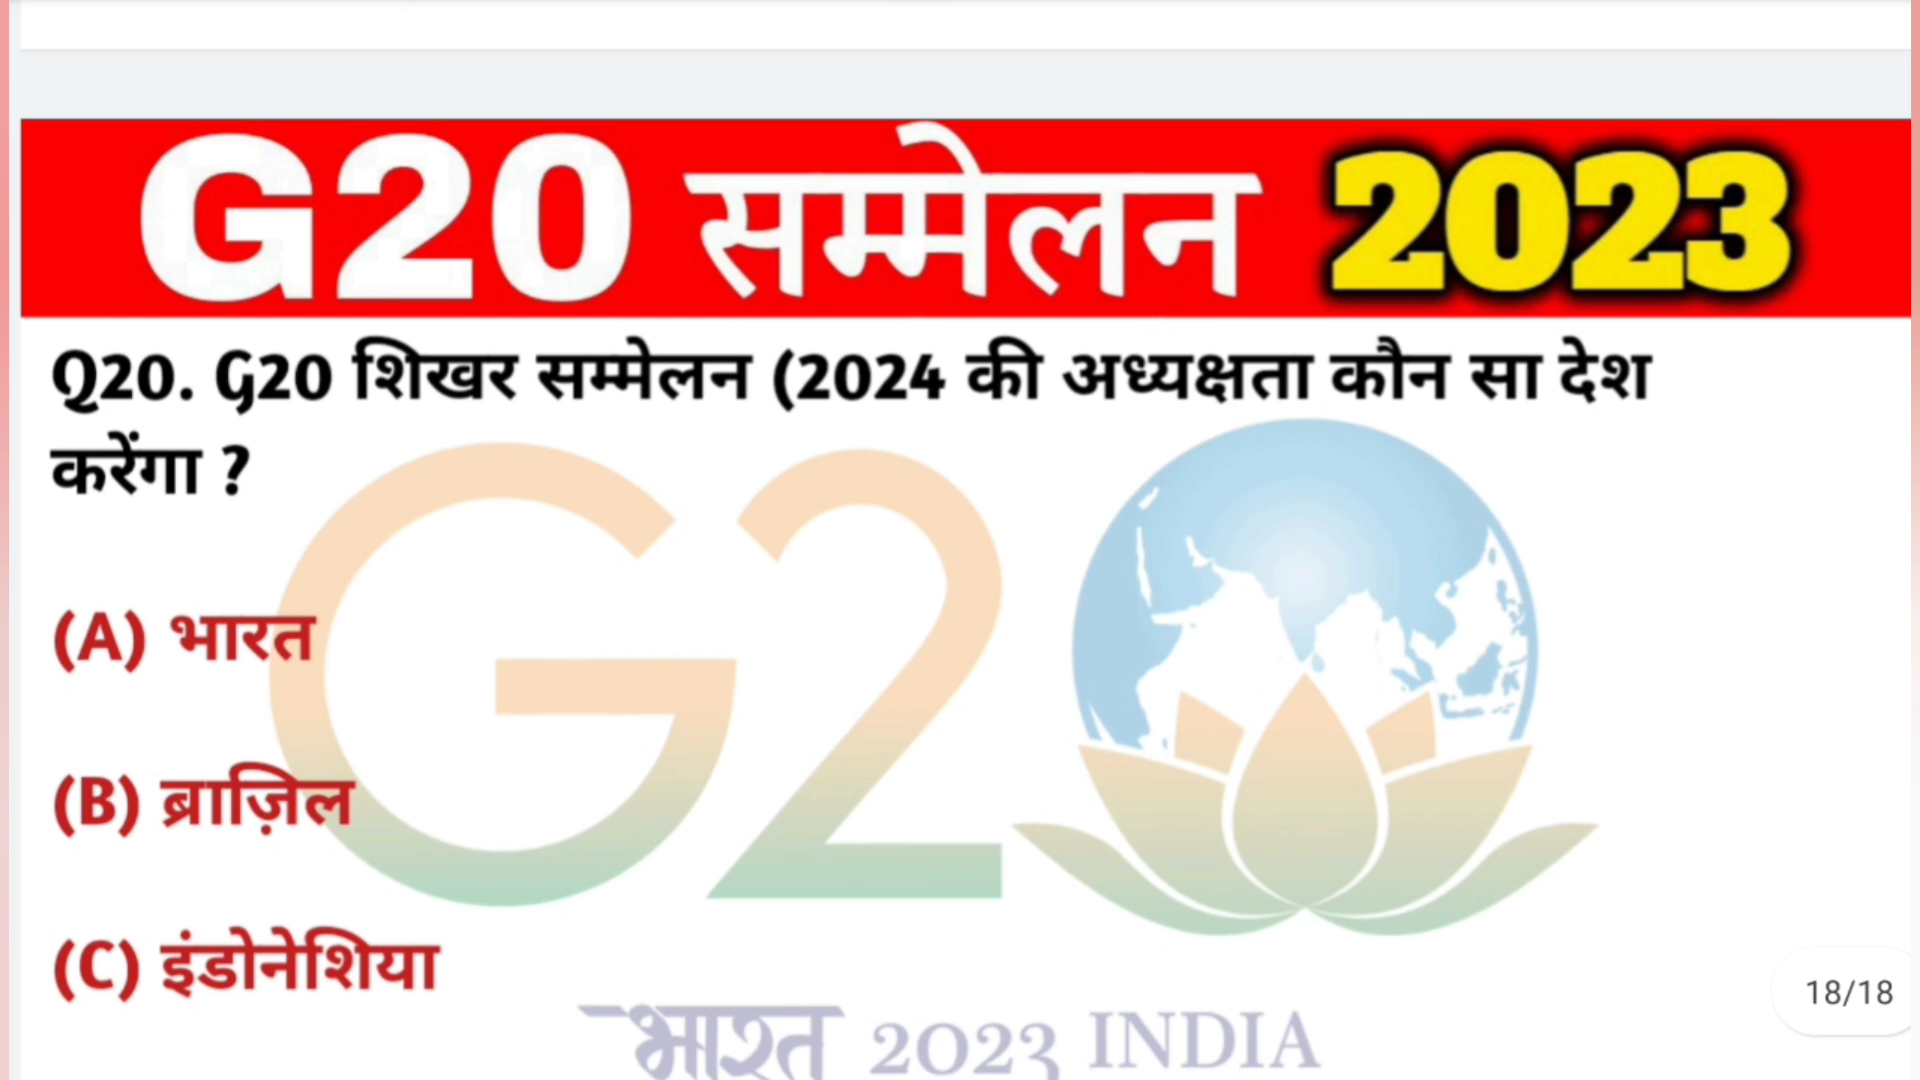 G20 सम्मेलन 2023
Q20. G20 शिखर सम्मेलन (2024 की अध्यक्षता कौन सा देश
करेंगा ?
(A) भारत
(B) ब्राज़िल
(C) इंडोनेशिया
G20
भारत 2023 INDIA
18/18